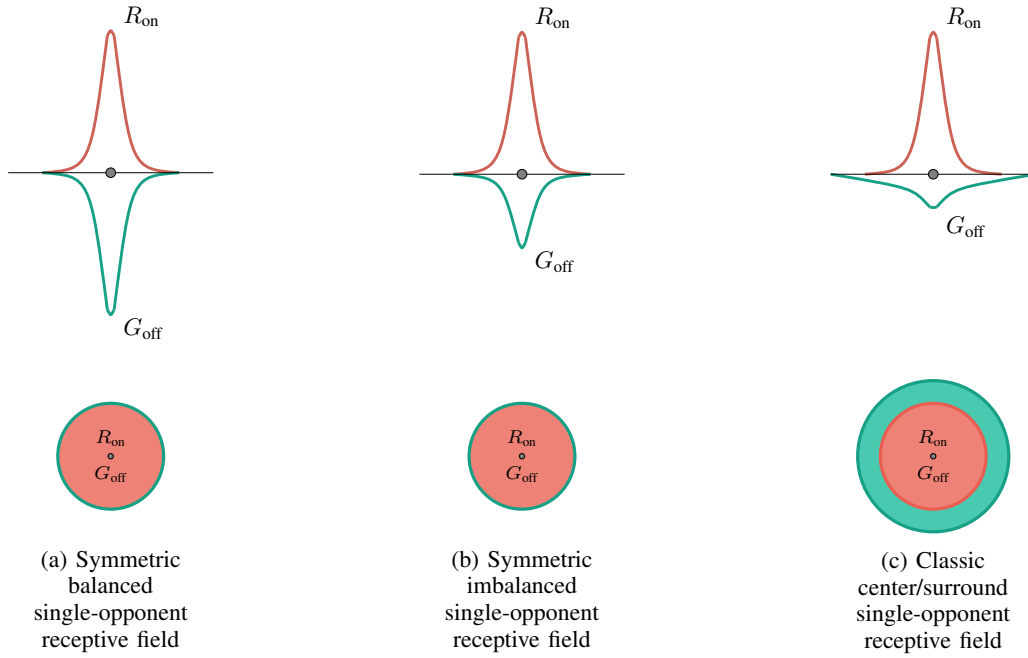 R_on
G_off
R_on
G_off
(a) Symmetric
balanced
single-opponent
receptive field
R_on
G_off
R_on
G_off
(b) Symmetric
imbalanced
single-opponent
receptive field
R_on
G_off
R_on
G_off
(c) Classic
center/surround
single-opponent
receptive field